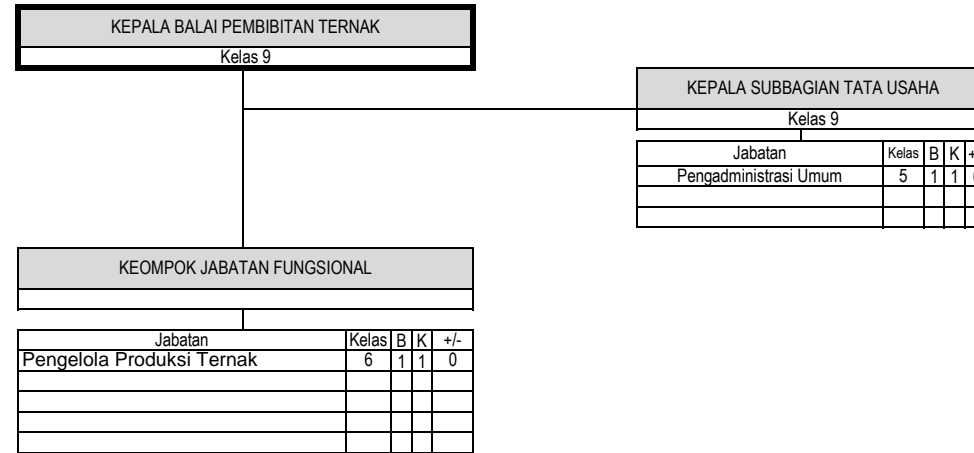 KEPALA BALAI PEMBIBITAN TERNAK
Kelas 9
KEPALA SUBBAGIAN TATA USAHA
Kelas 9
Jabatan Kelas B K +
Pengadministrasi Umum 5 1 1
KEOMPOK JABATAN FUNGSIONAL
Jabatan Kelas B K +/-
Pengelola Produksi Ternak 6 1 1 0